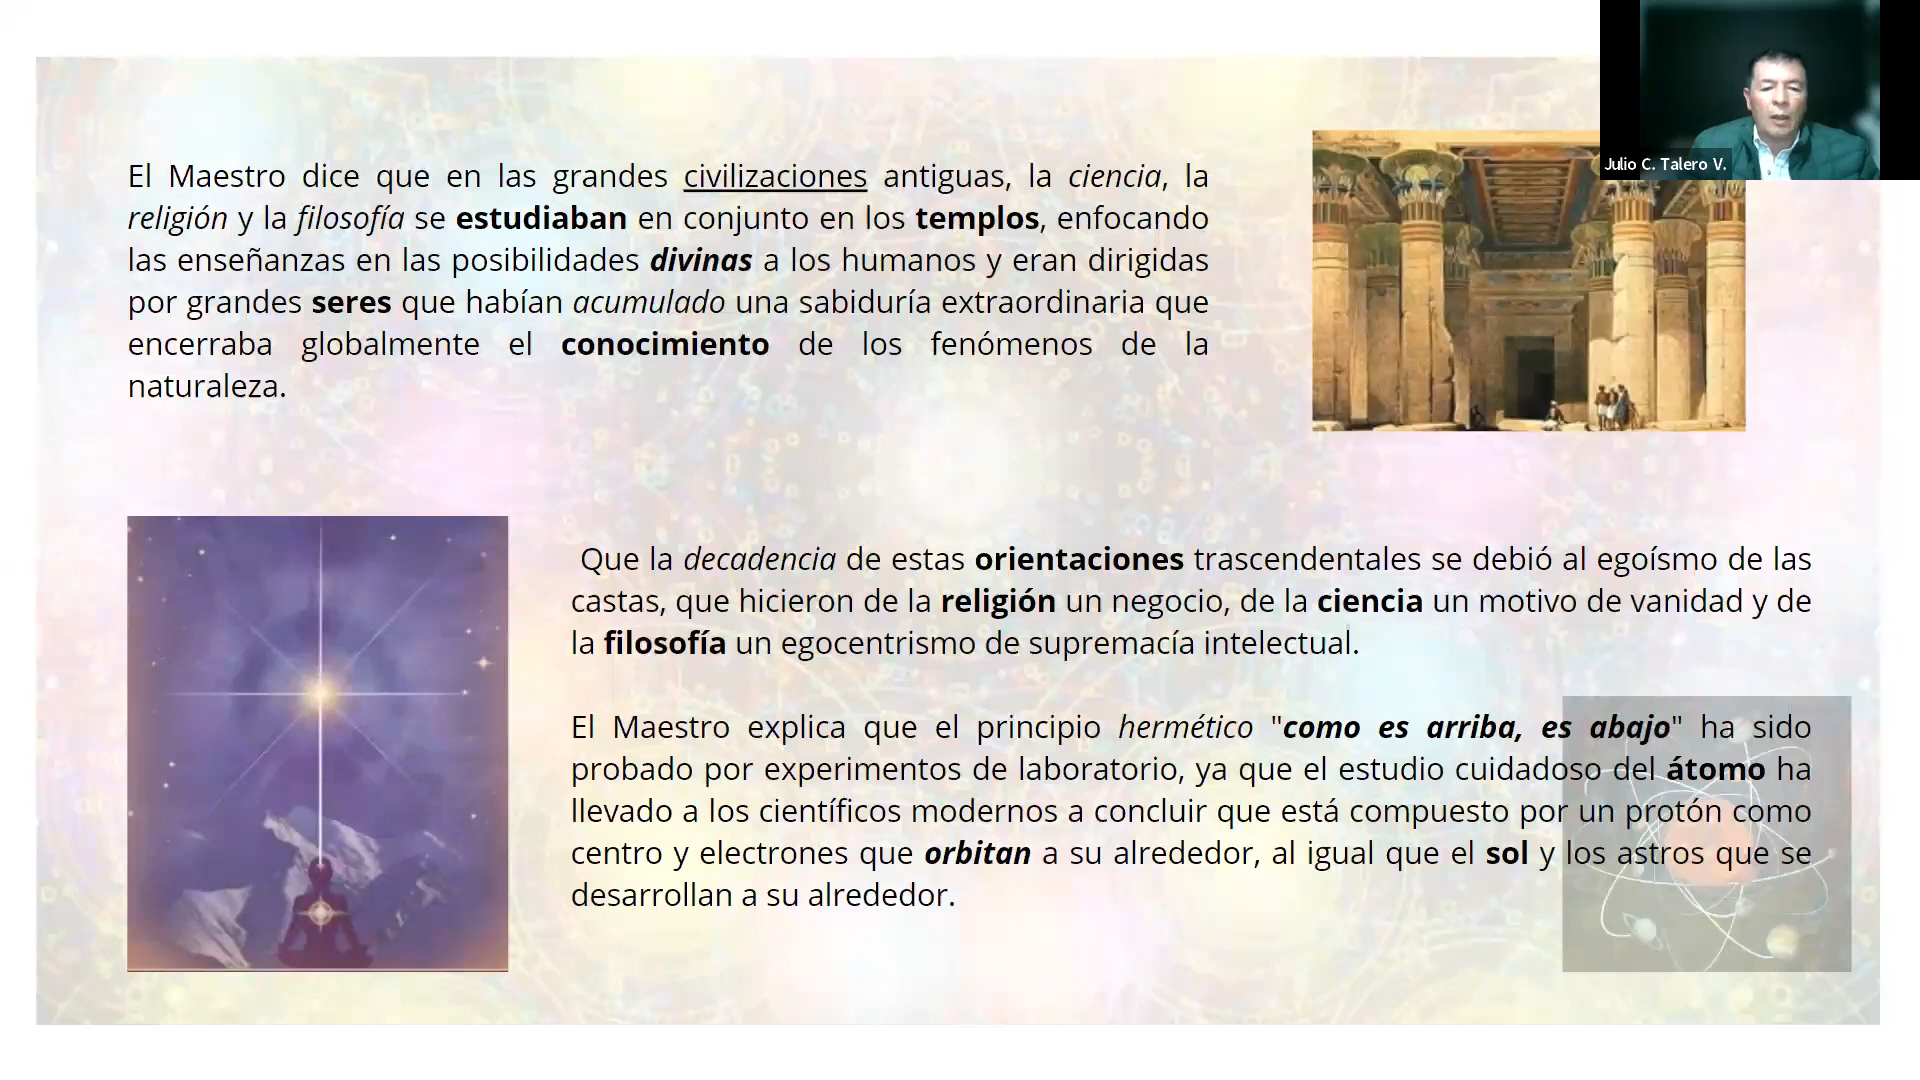 Julio C. Talero V.
El Maestro dice que en las grandes civilizaciones antiguas, la ciencia, la
religión y la filosofía se estudiaban en conjunto en los templos, enfocando
las enseñanzas en las posibilidades divinas a los humanos y eran dirigidas
por grandes seres que habían acumulado una sabiduría extraordinaria que
encerraba globalmente el conocimiento de los fenómenos de la
naturaleza.
Que la decadencia de estas orientaciones trascendentales se debió al egoísmo de las
castas, que hicieron de la religión un negocio, de la ciencia un motivo de vanidad y de
la filosofía un egocentrismo de supremacía intelectual.
El Maestro explica que el principio hermético "como es arriba, es abajo" ha sido
probado por experimentos de laboratorio, ya que el estudio cuidadoso del átomo ha
llevado a los científicos modernos a concluir que está compuesto por un protón como
centro y electrones que orbitan a su alrededor, al igual que el sol y los astros que se
desarrollan a su alrededor.